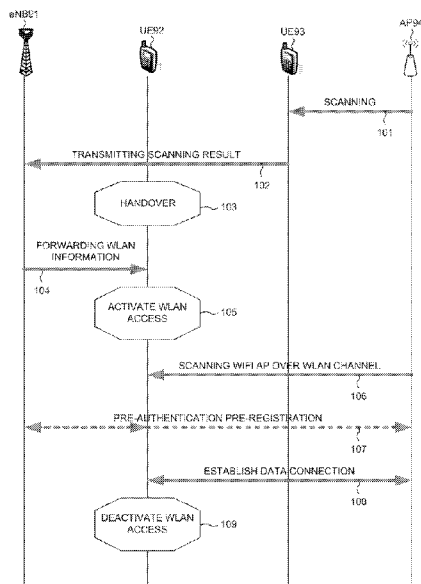 eNB91
UE92
UE93
AP94
SCANNING
101
TRANSMITTING SCANNING RESULT
102
HANDOVER
103
FORWARDING WLAN
INFORMATION
104
ACTIVATE WLAN
ACCESS
105
SCANNING WIFI AP OVER WLAN CHANNEL
106
PRE-AUTHENTICATION PRE-REGISTRATION
107
ESTABLISH DATA CONNECTION
108
DEACTIVATE WLAN
ACCESS
109